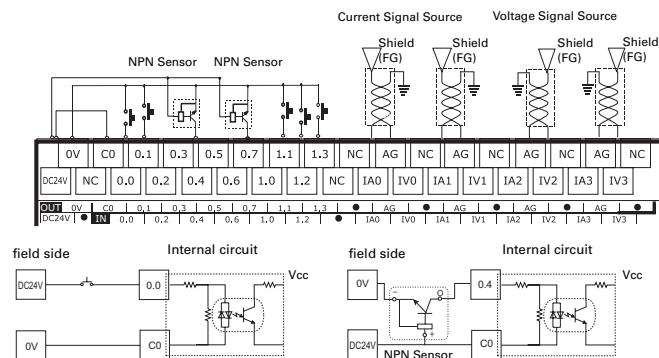 Current Signal Source Voltage Signal Source
Shield (FG) Shield (FG) Shield (FG) Shield (FG)
NPN Sensor NPN Sensor
0V C0 0.1 0.3 0.5 0.7 1.1 1.3 NC AG NC AG NC AG NC AG NC
DC24V NC 0.0 0.2 0.4 0.6 1.0 1.2 NC IA0 IV0 IA1 IV1 IA2 IV2 IA3 IV3
OUT 0V C0 0.1 0.3 0.5 0.7 1.1 1.3 ● AG ● AG ● AG ● AG ●
DC24V ● IN 0.0 0.2 0.4 0.6 1.0 1.2 ● IA0 IV0 IA1 IV1 IA2 IV2 IA3 IV3
field side Internal circuit field side Internal circuit
DC24V 0.0 Vcc 0V 0.4 Vcc
− +
0V C0 DC24V NPN Sensor C0